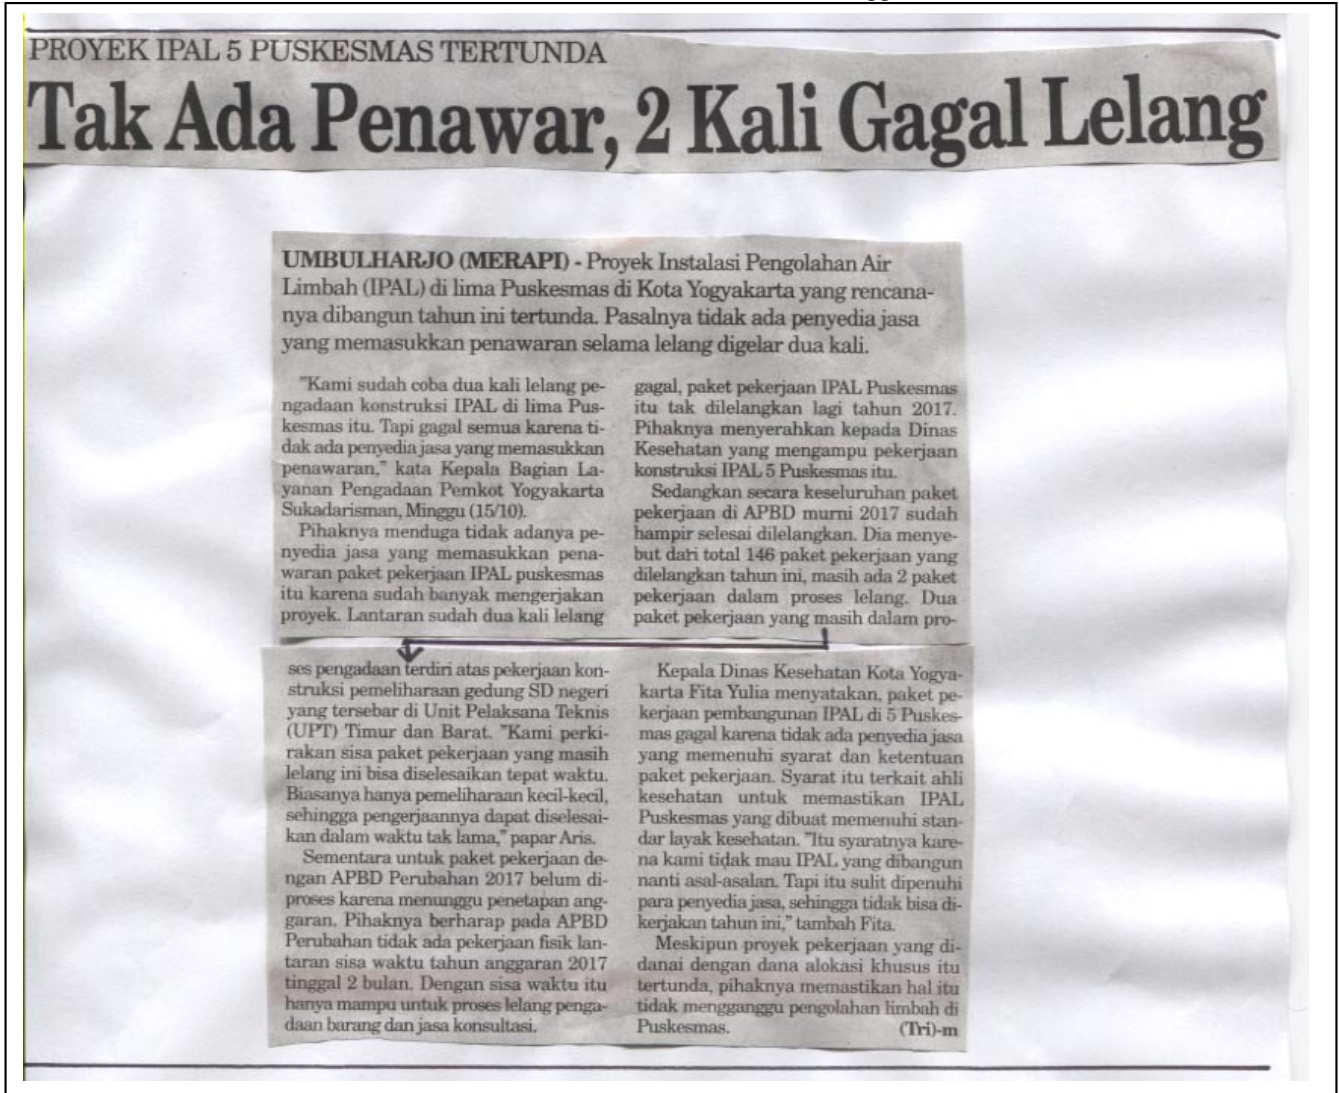 PROYEK IPAL 5 PUSKESMAS TERTUNDA
Tak Ada Penawar, 2 Kali Gagal Lelang
UMBULHARJO (MERAPI) - Proyek Instalasi Pengolahan Air
Limbah (IPAL) di lima Puskesmas di Kota Yogyakarta yang rencana-
nya dibangun tahun ini tertunda. Pasalnya tidak ada penyedia jasa
yang memasukkan penawaran selama lelang digelar dua kali.
"Kami sudah coba dua kali lelang pe-
ngadaan konstruksi IPAL di lima Pus-
kesmas itu. Tapi gagal semua karena ti-
dak ada penyedia jasa yang memasukkan
penawaran," kata Kepala Bagian La-
yanan Pengadaan Pemkot Yogyakarta
Sukadarisman, Minggu (15/10).
Pihaknya menduga tidak adanya pe-
nyedia jasa yang memasukkan pena-
waran paket pekerjaan IPAL puskesmas
itu karena sudah banyak mengerjakan
proyek. Lantaran sudah dua kali lelang
gagal, paket pekerjaan IPAL Puskesmas
itu tak dilelangkan lagi tahun 2017.
Pihaknya menyerahkan kepada Dinas
Kesehatan yang mengampu pekerjaan
konstruksi IPAL 5 Puskesmas itu.
Sedangkan secara keseluruhan paket
pekerjaan di APBD murni 2017 sudah
hampir selesai dilelangkan. Dia menye-
but dari total 146 paket pekerjaan yang
dilelangkan tahun ini, masih ada 2 paket
pekerjaan dalam proses lelang. Dua
paket pekerjaan yang masih dalam pro-
ses pengadaan terdiri atas pekerjaan kon-
struksi pemeliharaan gedung SD negeri
yang tersebar di Unit Pelaksana Teknis
(UPT) Timur dan Barat. "Kami perki-
rakan sisa paket pekerjaan yang masih
lelang ini bisa diselesaikan tepat waktu.
Biasanya hanya pemeliharaan kecil-kecil,
sehingga pengerjaannya dapat diselesai-
kan dalam waktu tak lama," papar Aris.
Sementara untuk paket pekerjaan de-
ngan APBD Perubahan 2017 belum di-
proses karena menunggu penetapan ang-
garan. Pihaknya berharap pada APBD
Perubahan tidak ada pekerjaan fisik lan-
taran sisa waktu tahun anggaran 2017
tinggal 2 bulan. Dengan sisa waktu itu
hanya mampu untuk proses lelang penga-
daan barang dan jasa konsultasi.
Kepala Dinas Kesehatan Kota Yogya-
karta Fita Yulia menyatakan, paket pe-
kerjaan pembangunan IPAL di 5 Puskes-
mas gagal karena tidak ada penyedia jasa
yang memenuhi syarat dan ketentuan
paket pekerjaan. Syarat itu terkait ahli
kesehatan untuk memastikan IPAL
Puskesmas yang dibuat memenuhi stan-
dar layak kesehatan. "Itu syaratnya kare-
na kami tidak mau IPAL yang dibangun
nanti asal-asalan. Tapi itu sulit dipenuhi
para penyedia jasa, sehingga tidak bisa di-
kerjakan tahun ini," tambah Fita.
Meskipun proyek pekerjaan yang di-
danai dengan dana alokasi khusus itu
tertunda, pihaknya memastikan hal itu
tidak mengganggu pengolahan limbah di
Puskesmas. (Tri)-m